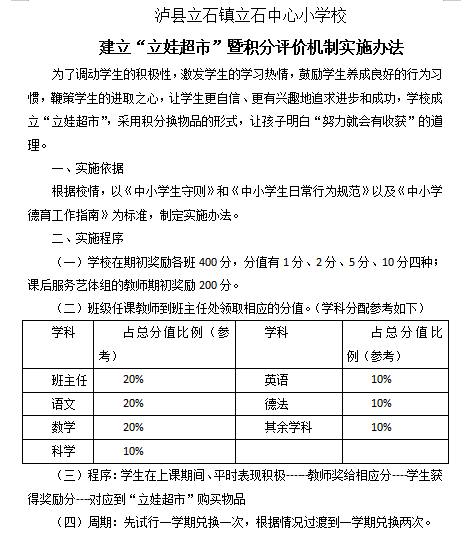 泸县立石镇立石中心小学校
建立“立娃超市”暨积分评价机制实施办法
为了调动学生的积极性，激发学生的学习热情，鼓励学生养成良好的行为习
惯，鞭策学生的进取之心，让学生更自信、更有兴趣地追求进步和成功，学校成
立“立娃超市”，采用积分换物品的形式，让孩子明白“努力就会有收获”的道
理。
一、实施依据
根据校情，以《中小学生守则》和《中小学生日常行为规范》以及《中小学
德育工作指南》为标准，制定实施办法。
二、实施程序
（一）学校在期初奖励各班 400 分，分值有 1 分、2 分、5 分、10 分四种；
课后服务艺体组的教师期初奖励 200 分。
（二）班级任课教师到班主任处领取相应的分值。（学科分配参考如下）
学科 占总分值比例（参 学科 占总分值比
考） 例（参考）
班主任 20% 英语 10%
语文 20% 德法 10%
数学 20% 其余学科 10%
科学 10%
（三）程序：学生在上课期间、平时表现积极------教师奖给相应分----学生获
得奖励分---对应到“立娃超市”购买物品
（四）周期：先试行一学期兑换一次，根据情况过渡到一学期兑换两次。